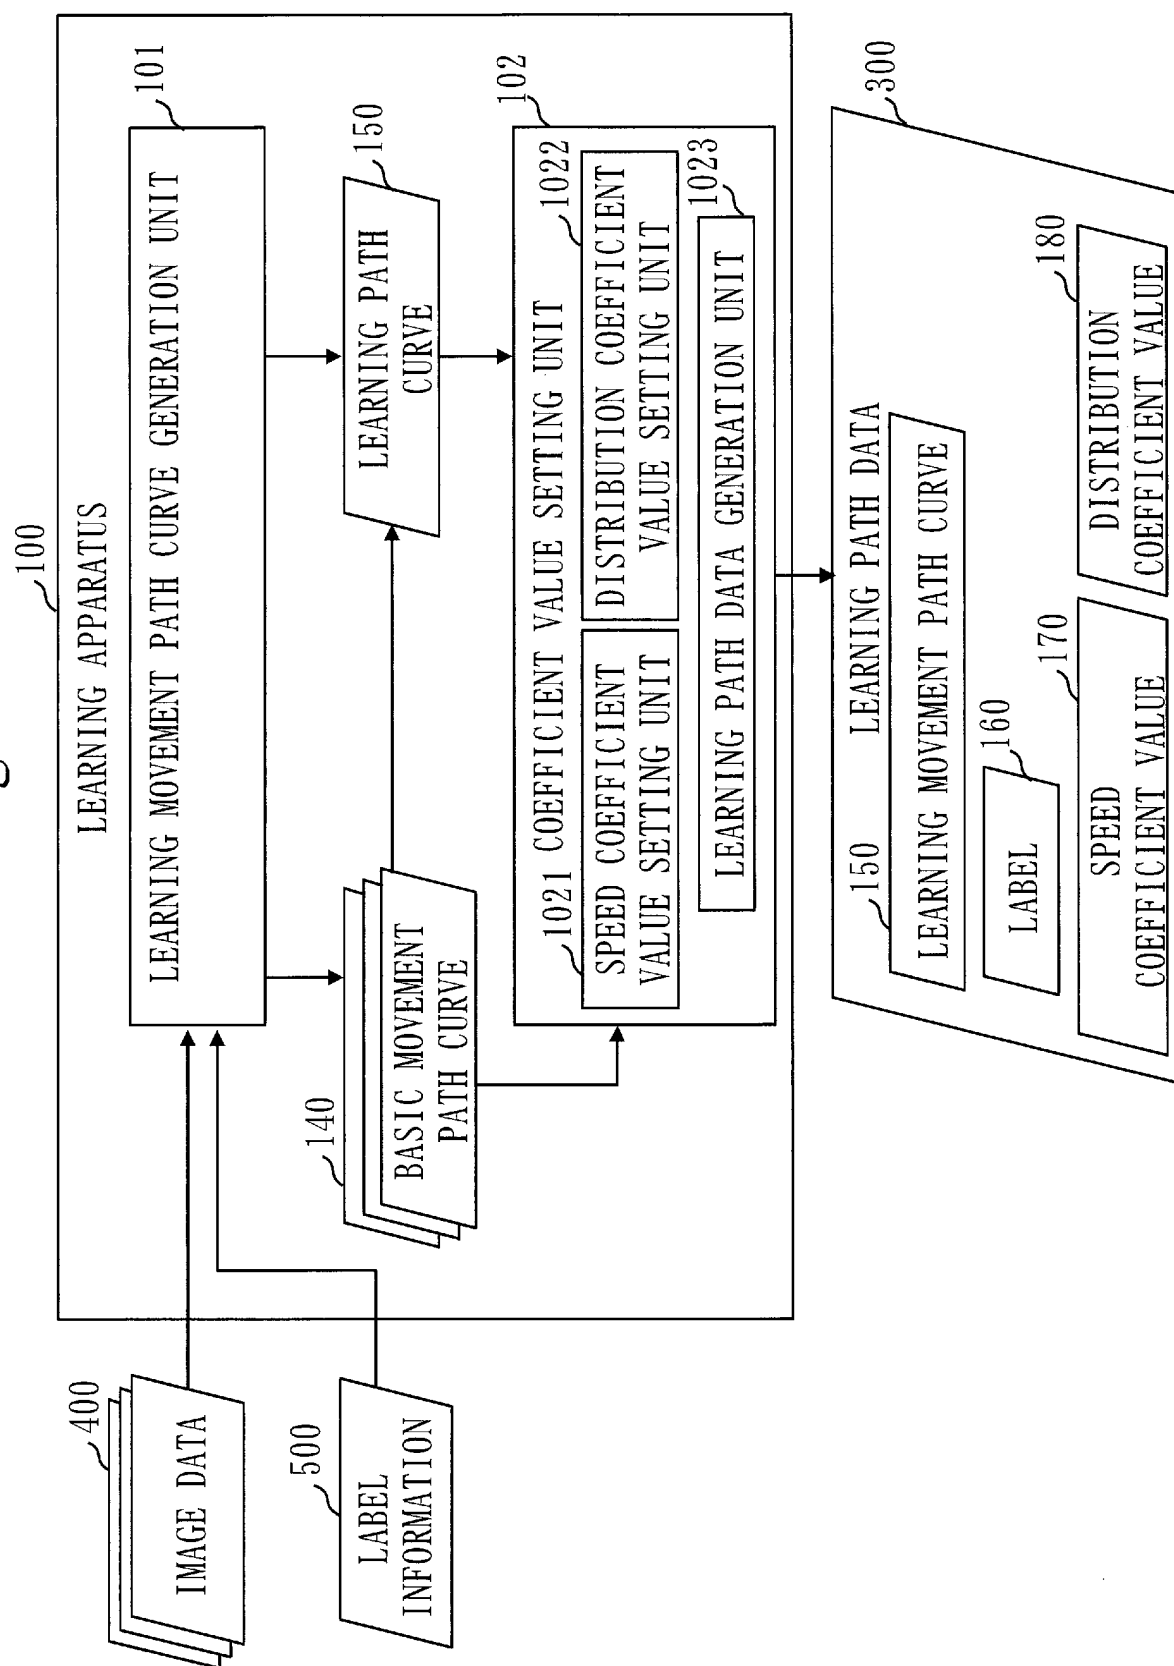 100
LEARNING APPARATUS
101
LEARNING MOVEMENT PATH CURVE GENERATION UNIT
400
IMAGE DATA
500
LABEL
INFORMATION
140
BASIC MOVEMENT
PATH CURVE
150
LEARNING PATH
CURVE
102
COEFFICIENT VALUE SETTING UNIT
1021
SPEED COEFFICIENT
VALUE SETTING UNIT
1022
DISTRIBUTION COEFFICIENT
VALUE SETTING UNIT
1023
LEARNING PATH DATA GENERATION UNIT
300
LEARNING PATH DATA
150
LEARNING MOVEMENT PATH CURVE
160
LABEL
170
SPEED
COEFFICIENT VALUE
180
DISTRIBUTION
COEFFICIENT VALUE